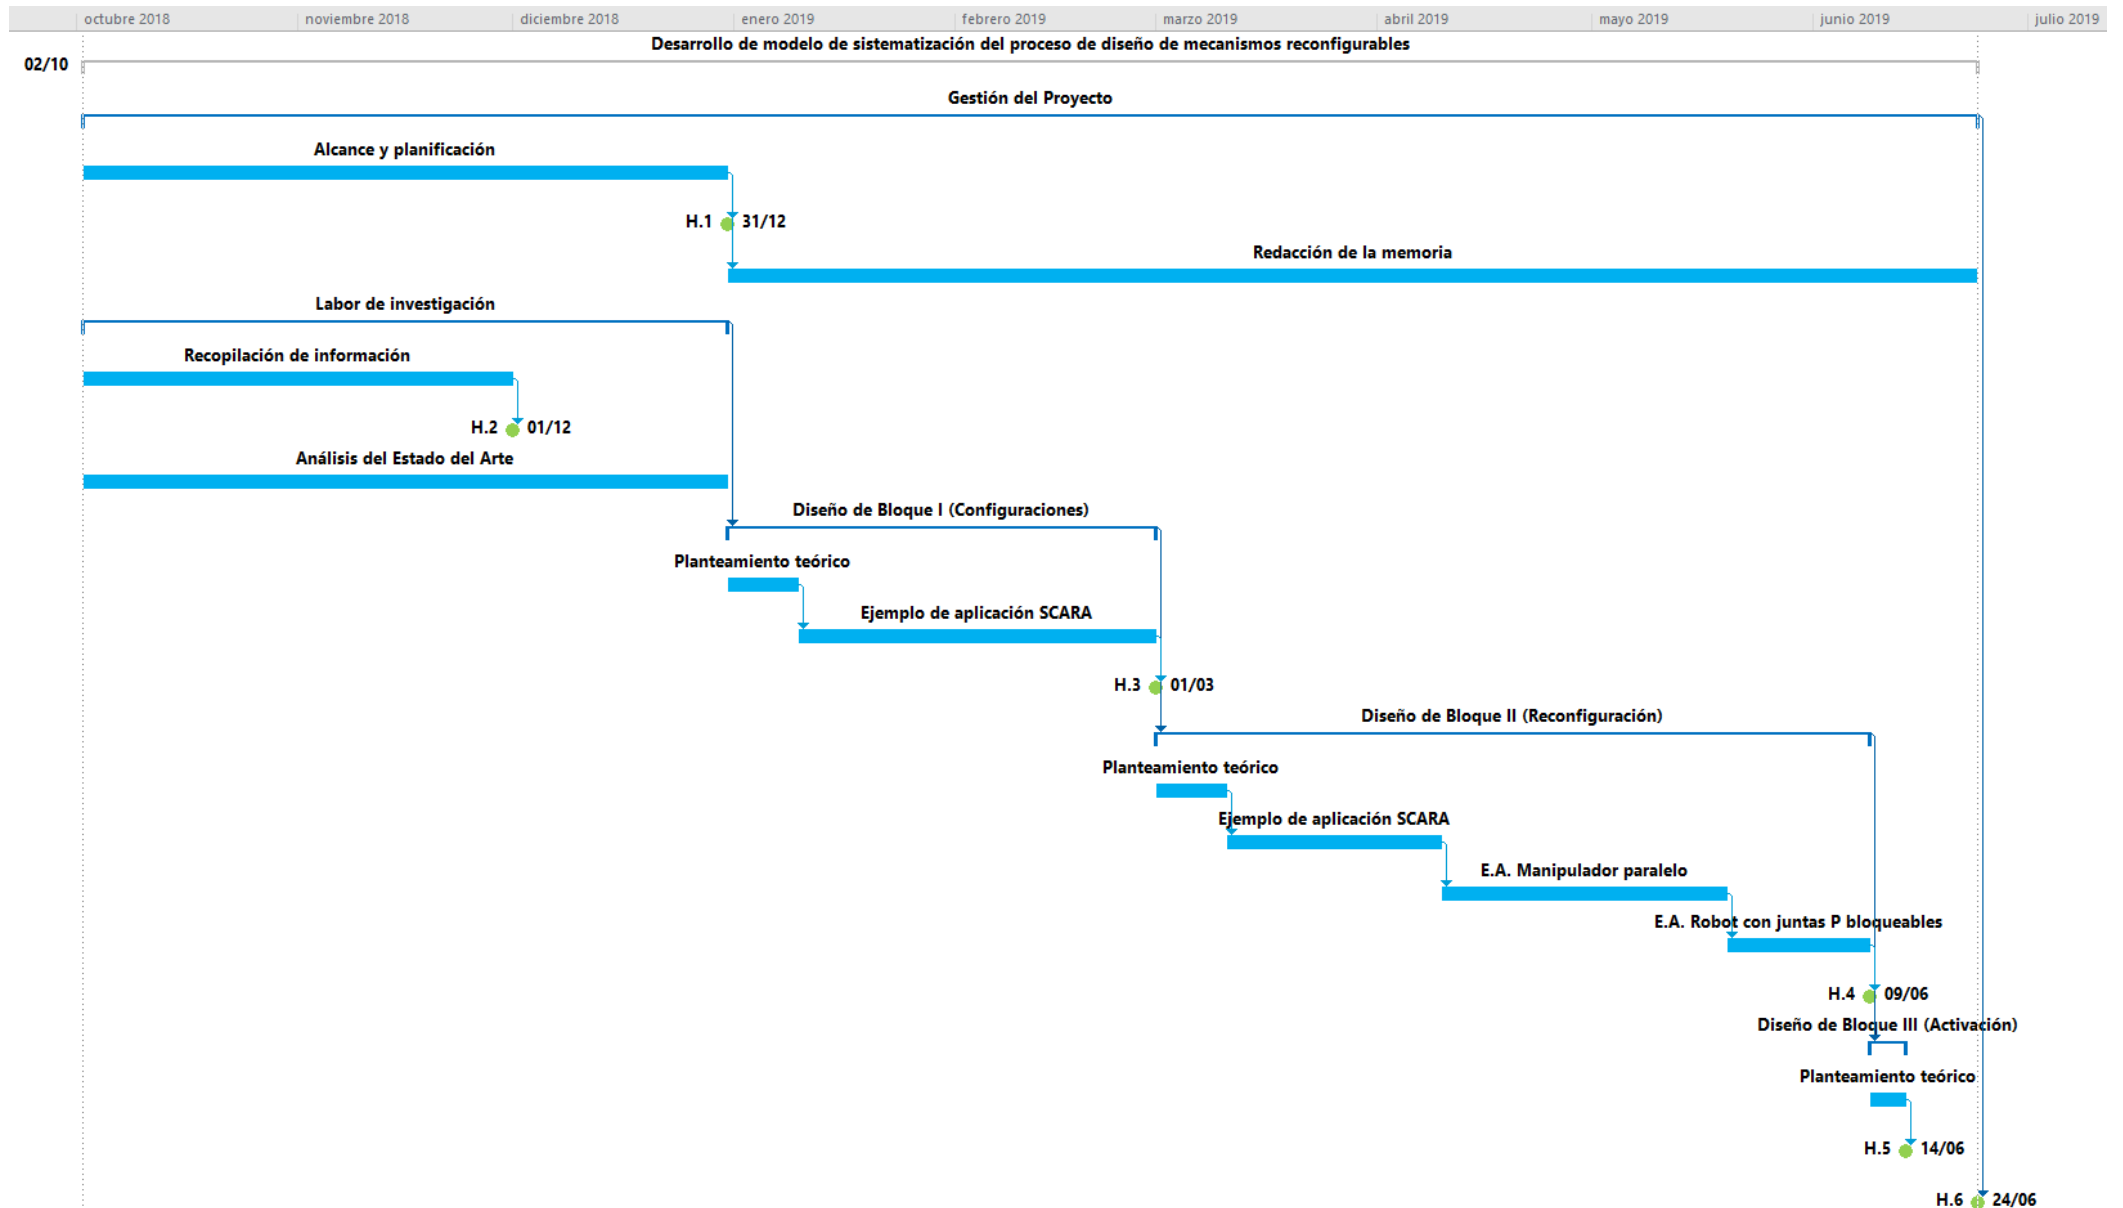 octubre 2018 noviembre 2018 diciembre 2018 enero 2019 febrero 2019 marzo 2019 abril 2019 mayo 2019 junio 2019 julio 2019
Desarrollo de modelo de sistematización del proceso de diseño de mecanismos reconfigurables
02/10
Gestión del Proyecto
Alcance y planificación
H.1 31/12
Redacción de la memoria
Labor de investigación
Recopilación de información
H.2 01/12
Análisis del Estado del Arte
Diseño de Bloque I (Configuraciones)
Planteamiento teórico
Ejemplo de aplicación SCARA
H.3 01/03
Diseño de Bloque II (Reconfiguración)
Planteamiento teórico
Ejemplo de aplicación SCARA
E.A. Manipulador paralelo
E.A. Robot con juntas P bloqueables
H.4 09/06
Diseño de Bloque III (Activación)
Planteamiento teórico
H.5 14/06
H.6 24/06